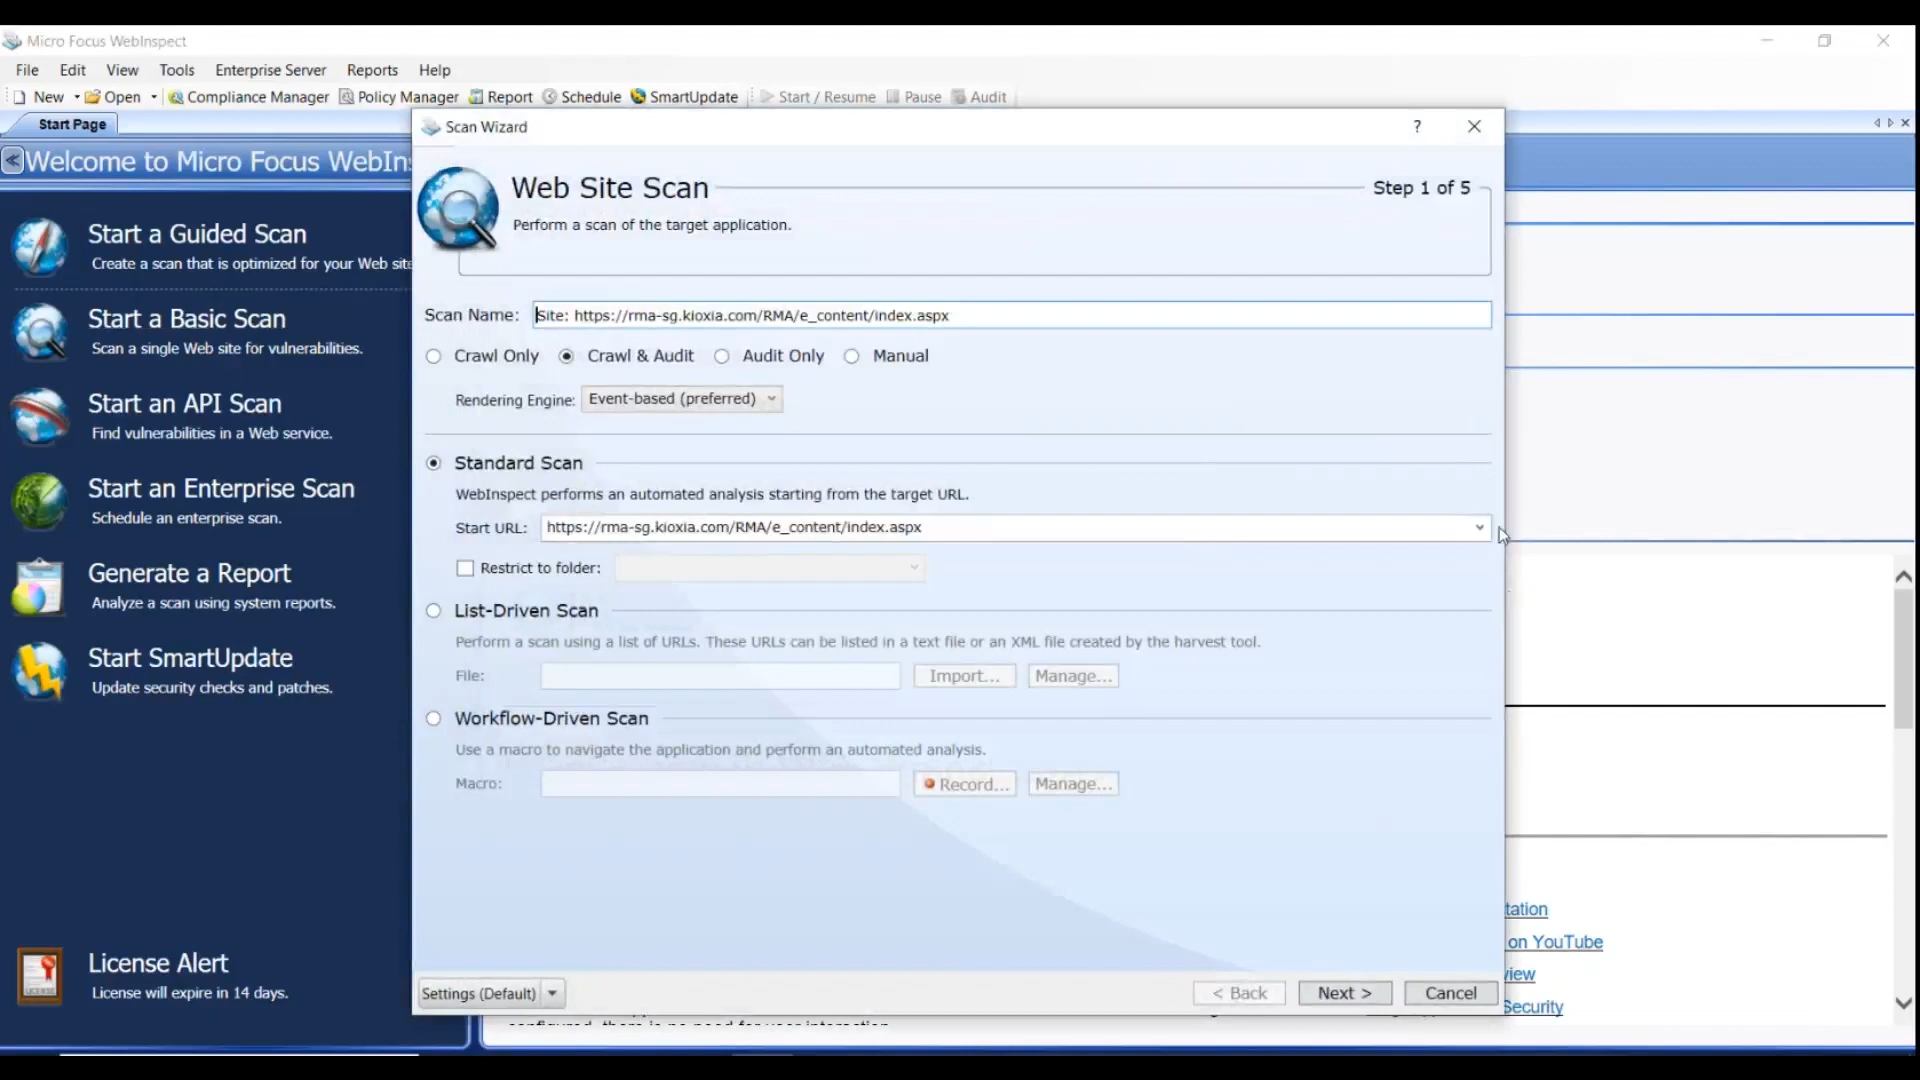 Micro Focus WebInspect
File Edit View Tools Enterprise Server Reports Help
New Open Compliance Manager Policy Manager Report Schedule SmartUpdate Start / Resume Pause Audit
Start Page
Welcome to Micro Focus WebIns
Start a Guided Scan
Create a scan that is optimized for your Web site
Start a Basic Scan
Scan a single Web site for vulnerabilities.
Start an API Scan
Find vulnerabilities in a Web service.
Start an Enterprise Scan
Schedule an enterprise scan.
Generate a Report
Analyze a scan using system reports.
Start SmartUpdate
Update security checks and patches.
License Alert
License will expire in 14 days.
Scan Wizard
?
Web Site Scan
Step 1 of 5
Perform a scan of the target application.
Scan Name: Site: https://rma-sg.kioxia.com/RMA/e_content/index.aspx
Crawl Only Crawl & Audit Audit Only Manual
Rendering Engine: Event-based (preferred)
Standard Scan
WebInspect performs an automated analysis starting from the target URL.
Start URL: https://rma-sg.kioxia.com/RMA/e_content/index.aspx
Restrict to folder:
List-Driven Scan
Perform a scan using a list of URLs. These URLs can be listed in a text file or an XML file created by the harvest tool.
File: Import... Manage...
Workflow-Driven Scan
Use a macro to navigate the application and perform an automated analysis.
Macro: Record... Manage...
Settings (Default) < Back Next > Cancel
tation
on YouTube
view
Security